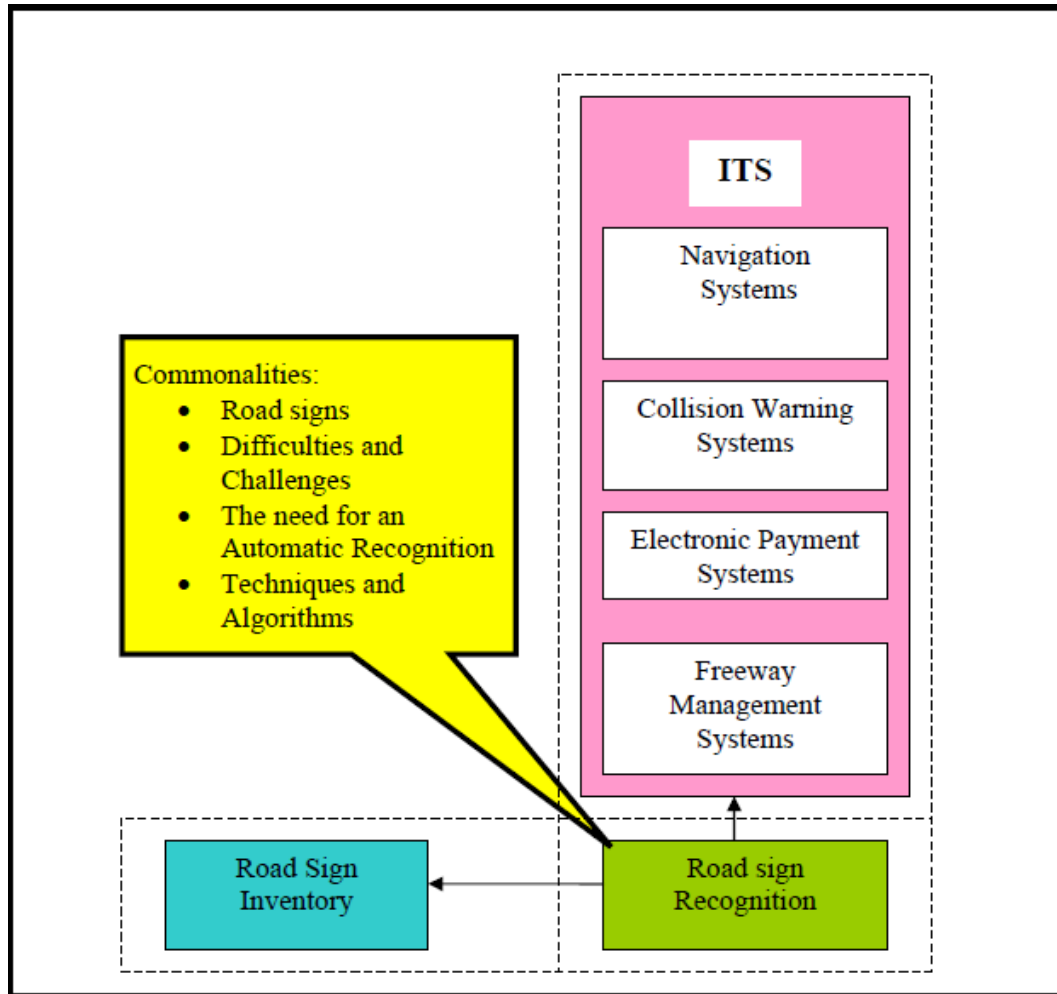 ITS
Navigation
Systems
Collision Warning
Systems
Electronic Payment
Systems
Freeway
Management
Systems
Commonalities:
• Road signs
• Difficulties and
Challenges
• The need for an
Automatic Recognition
• Techniques and
Algorithms
Road Sign
Inventory
Road sign
Recognition